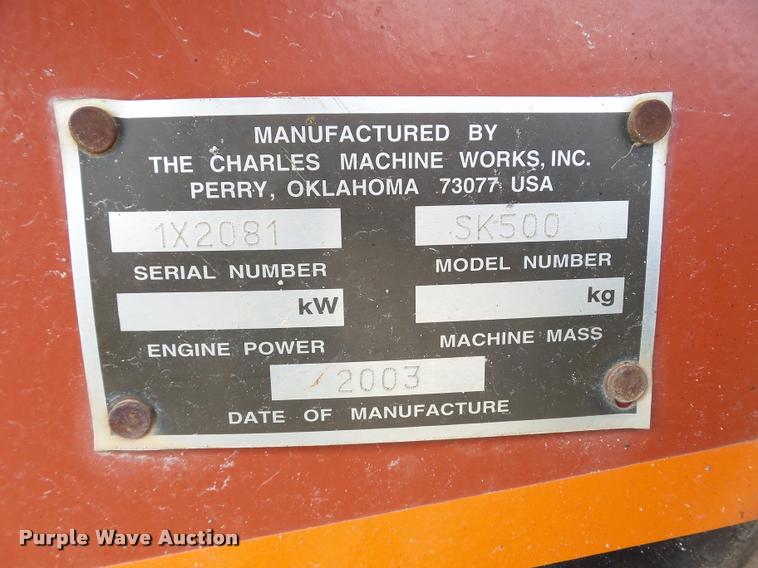 MANUFACTURED BY
THE CHARLES MACHINE WORKS, INC.
PERRY, OKLAHOMA 73077 USA
1X2081 SK500
SERIAL NUMBER MODEL NUMBER
kW kg
ENGINE POWER MACHINE MASS
2003
DATE OF MANUFACTURE
Purple Wave Auction